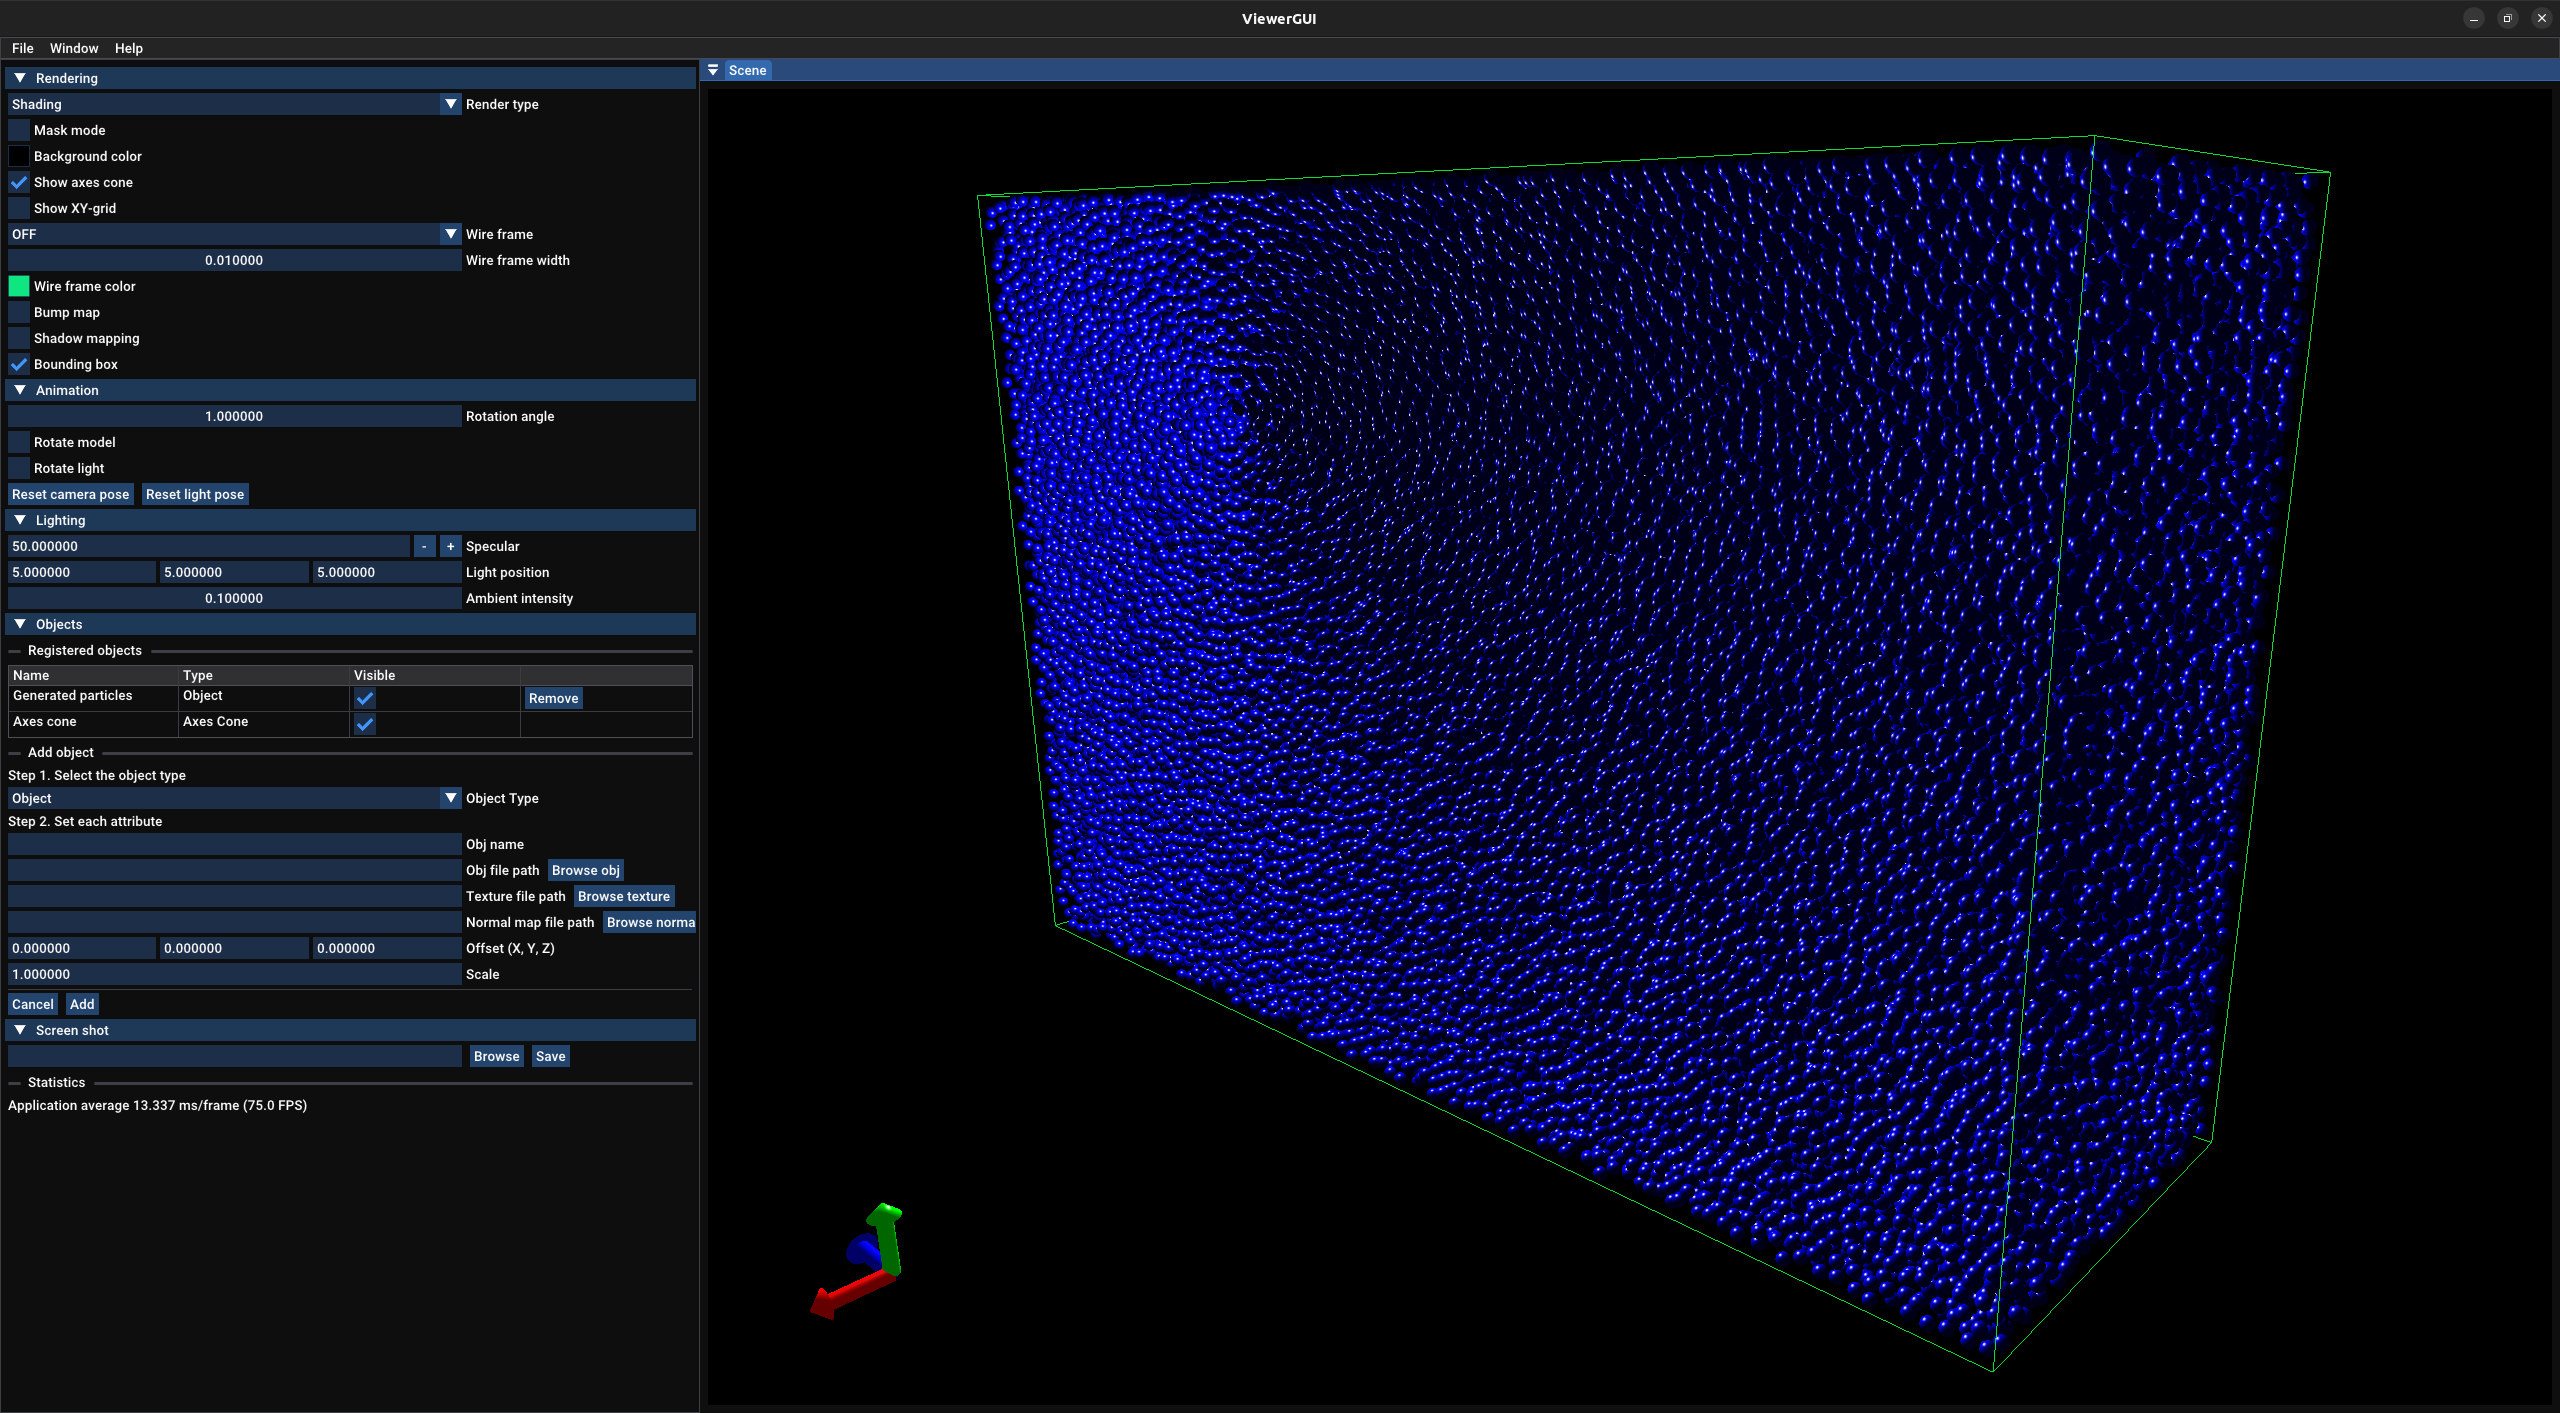 ViewerGUI
File Window Help
Rendering
Scene
Shading Render type
Mask mode
Background color
Show axes cone
Show XY-grid
OFF Wire frame
0.010000 Wire frame width
Wire frame color
Bump map
Shadow mapping
Bounding box
Animation
1.000000 Rotation angle
Rotate model
Rotate light
Reset camera pose Reset light pose
Lighting
50.000000 - + Specular
5.000000 5.000000 5.000000 Light position
0.100000 Ambient intensity
Objects
Registered objects
Name Type Visible
Generated particles Object Remove
Axes cone Axes Cone
Add object
Step 1. Select the object type
Object Object Type
Step 2. Set each attribute
Obj name
Obj file path Browse obj
Texture file path Browse texture
Normal map file path Browse norma
0.000000 0.000000 0.000000 Offset (X, Y, Z)
1.000000 Scale
Cancel Add
Screen shot
Browse Save
Statistics
Application average 13.337 ms/frame (75.0 FPS)